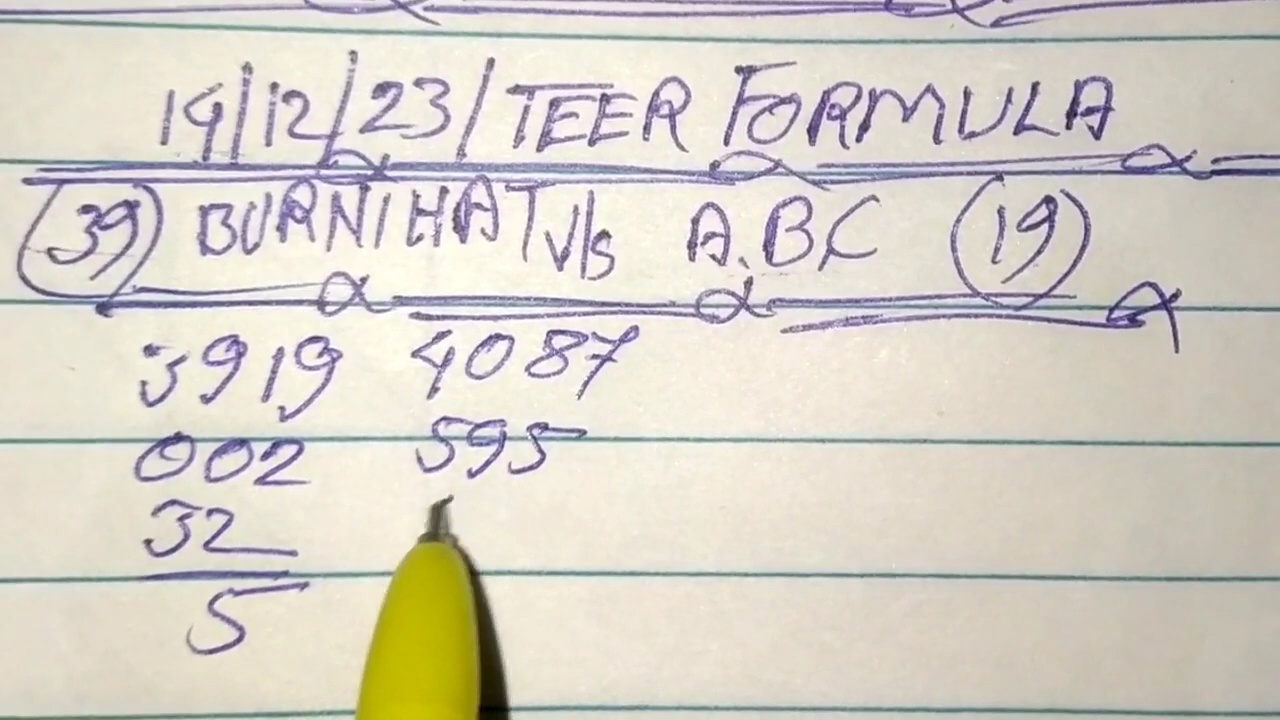 19/12/23/ TEER FORMULA
(39) BURNIHAT V/s A.B.C (19)
3919 4087
002 595
32
5